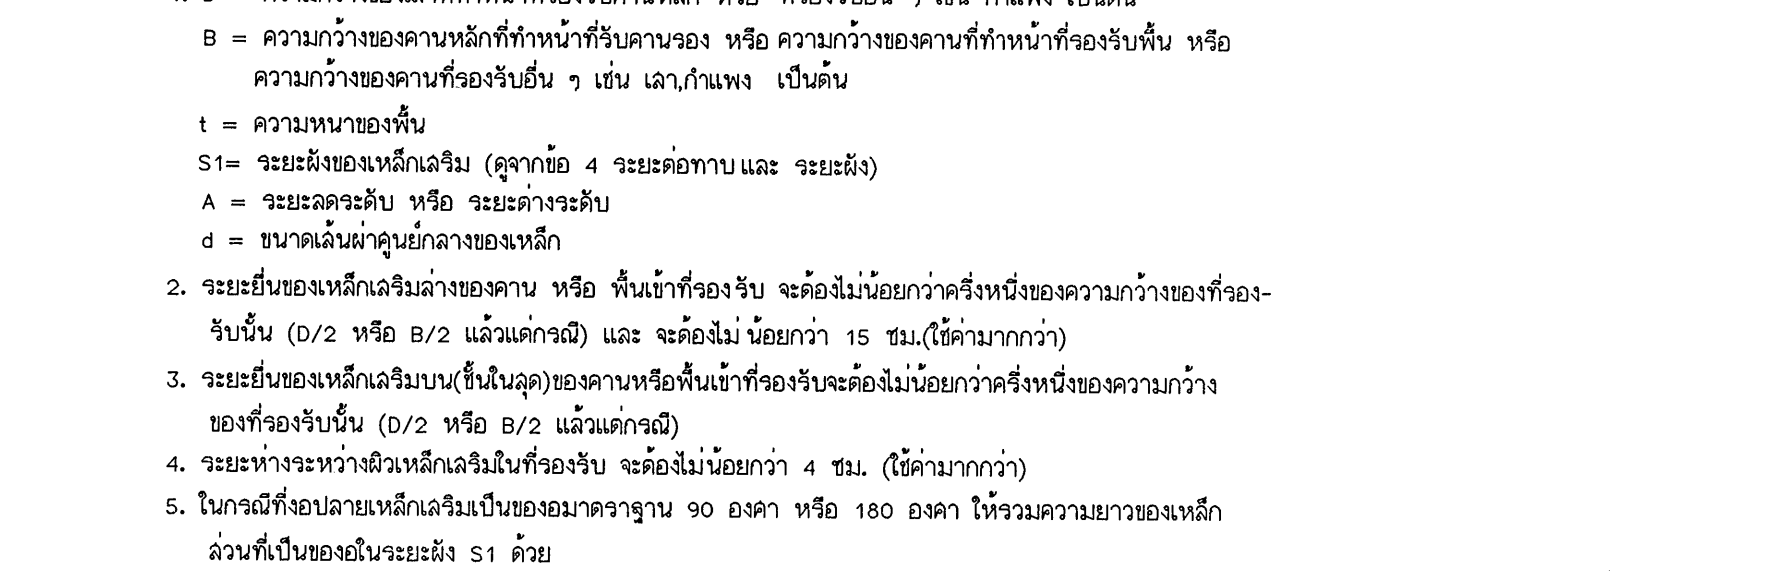 B = ความกว้างของคานหลักที่ทำหน้าที่รับคานรอง หรือ ความกว้างของคานที่ทำหน้าที่รองรับพื้น หรือ
ความกว้างของคานที่รองรับอื่น ๆ เช่น เสา,กำแพง เป็นต้น
t = ความหนาของพื้น
S1= ระยะฝังของเหล็กเสริม (ดูจากข้อ 4 ระยะต่อทาบและ ระยะฝัง)
A = ระยะลดระดับ หรือ ระยะต่างระดับ
d = ขนาดเส้นผ่าศูนย์กลางของเหล็ก
2. ระยะยื่นของเหล็กเสริมล่างของคาน หรือ พื้นเข้าที่รองรับ จะต้องไม่น้อยกว่าครึ่งหนึ่งของความกว้างของที่รอง-
รับนั้น (D/2 หรือ B/2 แล้วแต่กรณี) และ จะต้องไม่น้อยกว่า 15 ซม.(ใช้ค่ามากกว่า)
3. ระยะยื่นของเหล็กเสริมบน(ชั้นในสุด)ของคานหรือพื้นเข้าที่รองรับจะต้องไม่น้อยกว่าครึ่งหนึ่งของความกว้าง
ของที่รองรับนั้น (D/2 หรือ B/2 แล้วแต่กรณี)
4. ระยะห่างระหว่างผิวเหล็กเสริมในที่รองรับ จะต้องไม่น้อยกว่า 4 ซม. (ใช้ค่ามากกว่า)
5. ในกรณีที่งอปลายเหล็กเสริมเป็นของอมาตราฐาน 90 องศา หรือ 180 องศา ให้รวมความยาวของเหล็ก
ส่วนที่เป็นของอในระยะฝัง S1 ด้วย